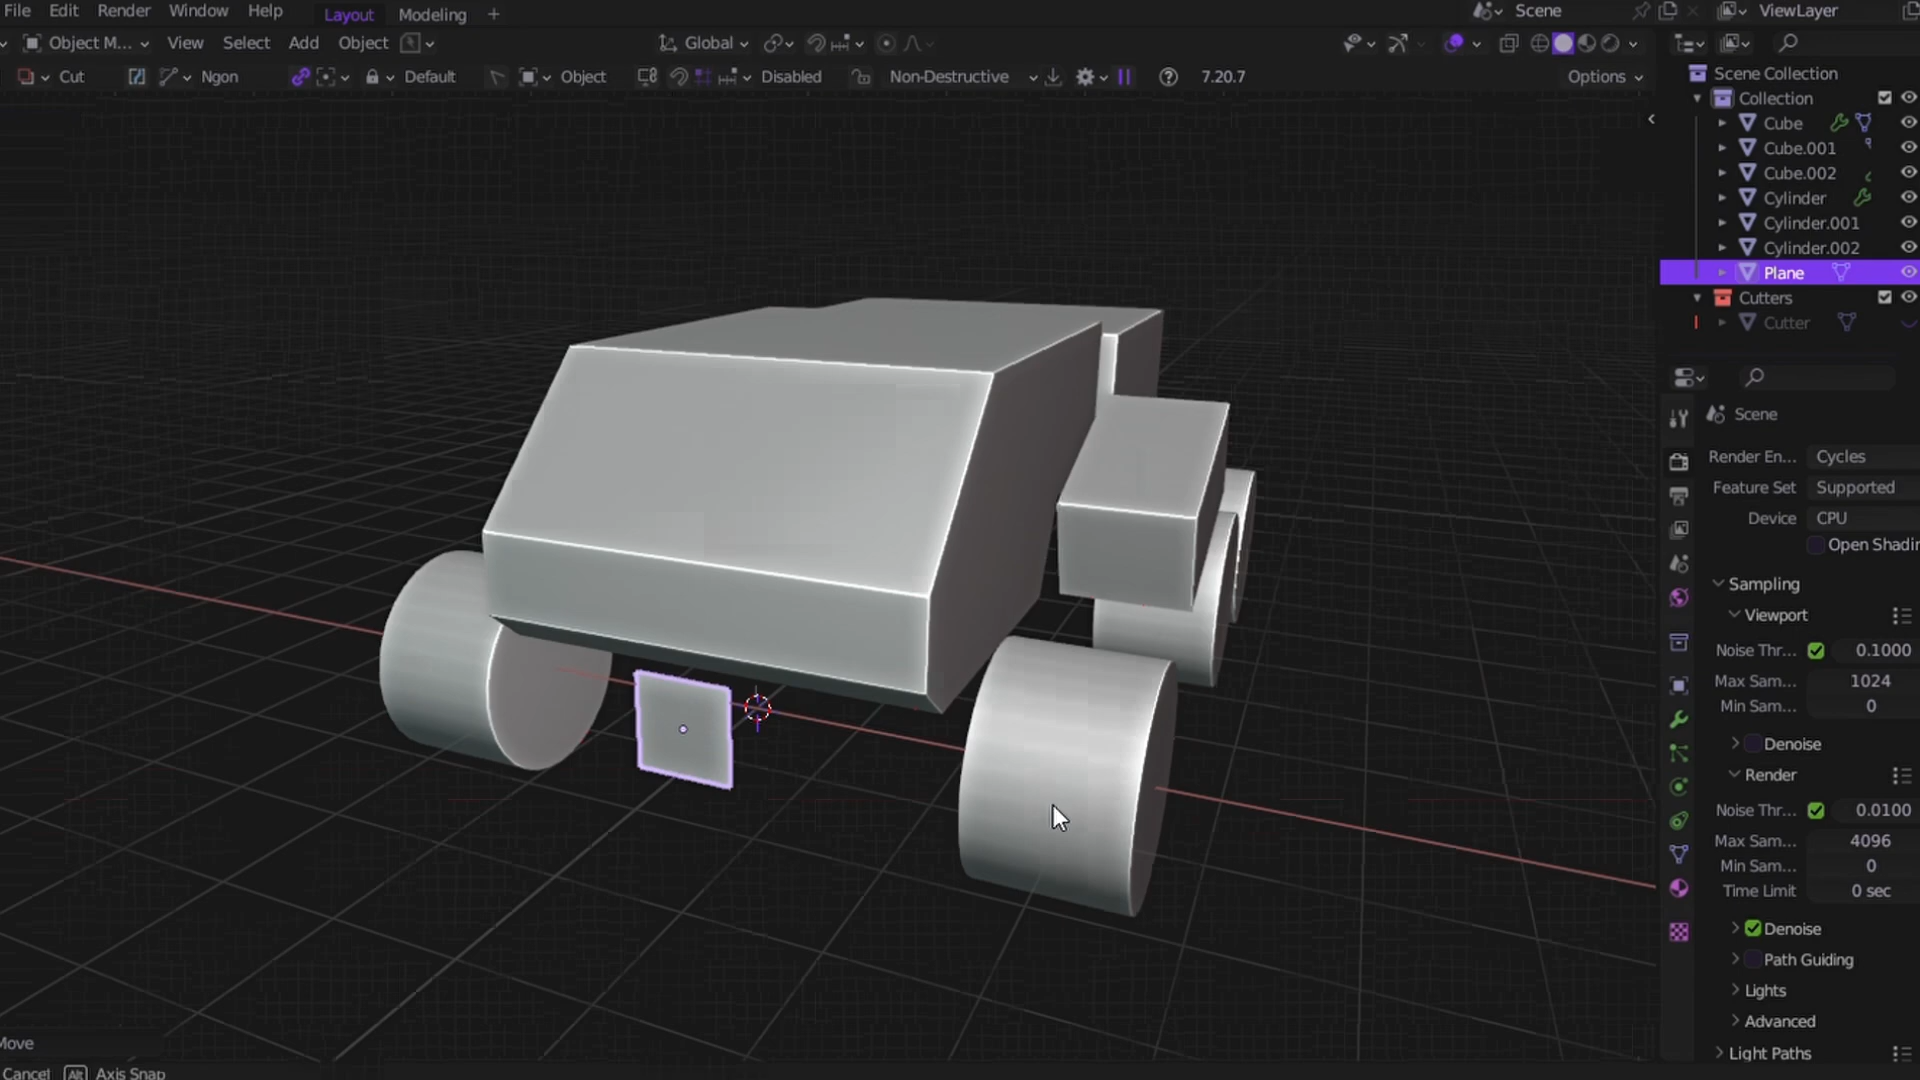 File Edit Render Window Help Layout Modeling + Scene ViewLayer
Object M... View Select Add Object Global
Cut Ngon Default Object Disabled Non-Destructive 7.20.7 Options
Scene Collection
Collection
Cube
Cube.001
Cube.002
Cylinder
Cylinder.001
Cylinder.002
Plane
Cutters
Cutter
Scene
Render En... Cycles
Feature Set Supported
Device CPU
Open Shadin
Sampling
Viewport
Noise Thr... 0.1000
Max Sam... 1024
Min Sam... 0
Denoise
Render
Noise Thr... 0.0100
Max Sam... 4096
Min Sam... 0
Time Limit 0 sec
Denoise
Path Guiding
Lights
Advanced
Light Paths
Move
Cancel Alt Axis Snap